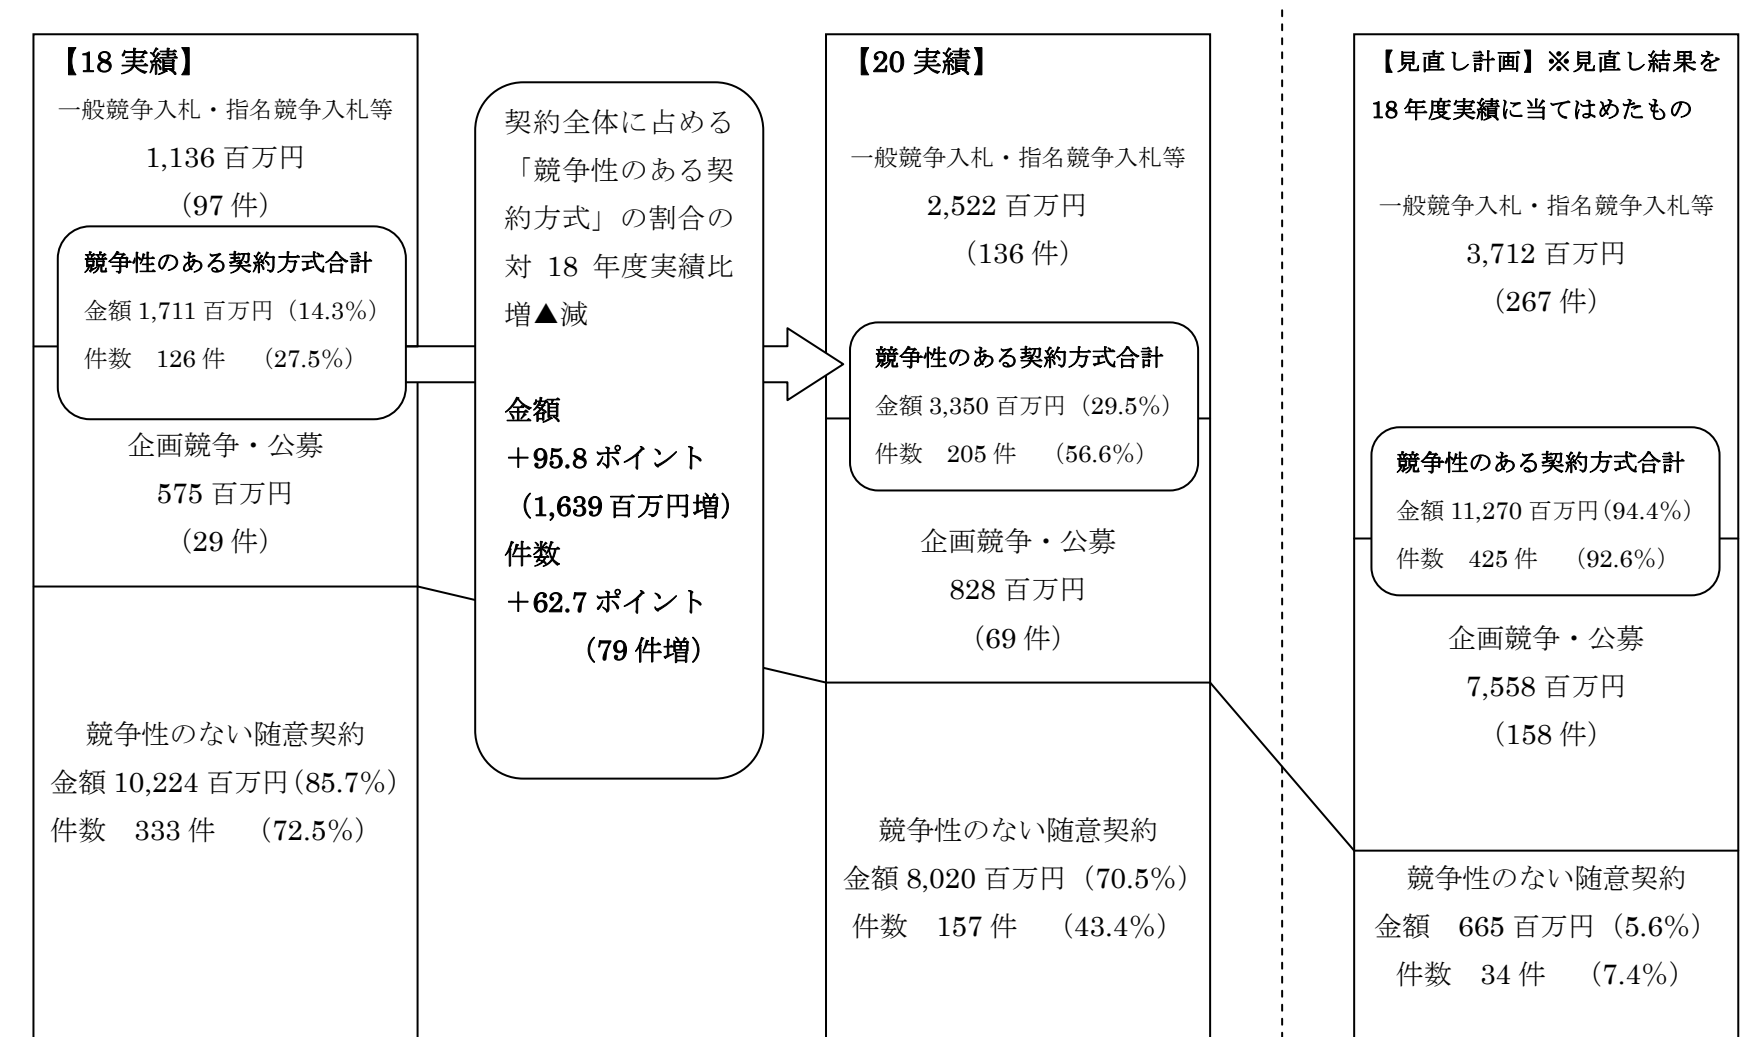 【18 実績】
一般競争入札・指名競争入札等
1,136 百万円
(97 件)
競争性のある契約方式合計
金額 1,711 百万円（14.3%）
件数　126 件　（27.5%）
企画競争・公募
575 百万円
(29 件)
競争性のない随意契約
金額 10,224 百万円（85.7%）
件数　333 件　（72.5%）
契約全体に占める
「競争性のある契
約方式」の割合の
対 18 年度実績比
増▲減
金額
＋95.8 ポイント
（1,639 百万円増）
件数
＋62.7 ポイント
（79 件増）
【20 実績】
一般競争入札・指名競争入札等
2,522 百万円
(136 件)
競争性のある契約方式合計
金額 3,350 百万円（29.5%）
件数　205 件　（56.6%）
企画競争・公募
828 百万円
(69 件)
競争性のない随意契約
金額 8,020 百万円（70.5%）
件数　157 件　（43.4%）
【見直し計画】※見直し結果を
18 年度実績に当てはめたもの
一般競争入札・指名競争入札等
3,712 百万円
(267 件)
競争性のある契約方式合計
金額 11,270 百万円（94.4%）
件数　425 件　（92.6%）
企画競争・公募
7,558 百万円
(158 件)
競争性のない随意契約
金額　665 百万円（5.6%）
件数　34 件　（7.4%）